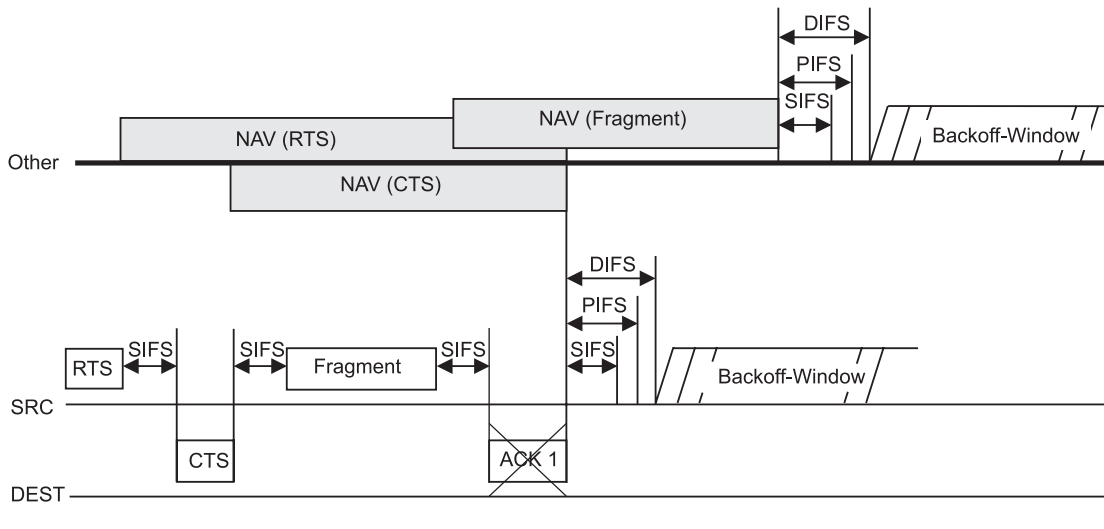 DIFS
PIFS
SIFS
NAV (Fragment)
NAV (RTS)
Backoff-Window
Other
NAV (CTS)
DIFS
PIFS
SIFS
SIFS
SIFS
SIFS
RTS
Fragment
Backoff-Window
SRC
CTS
ACK 1
DEST